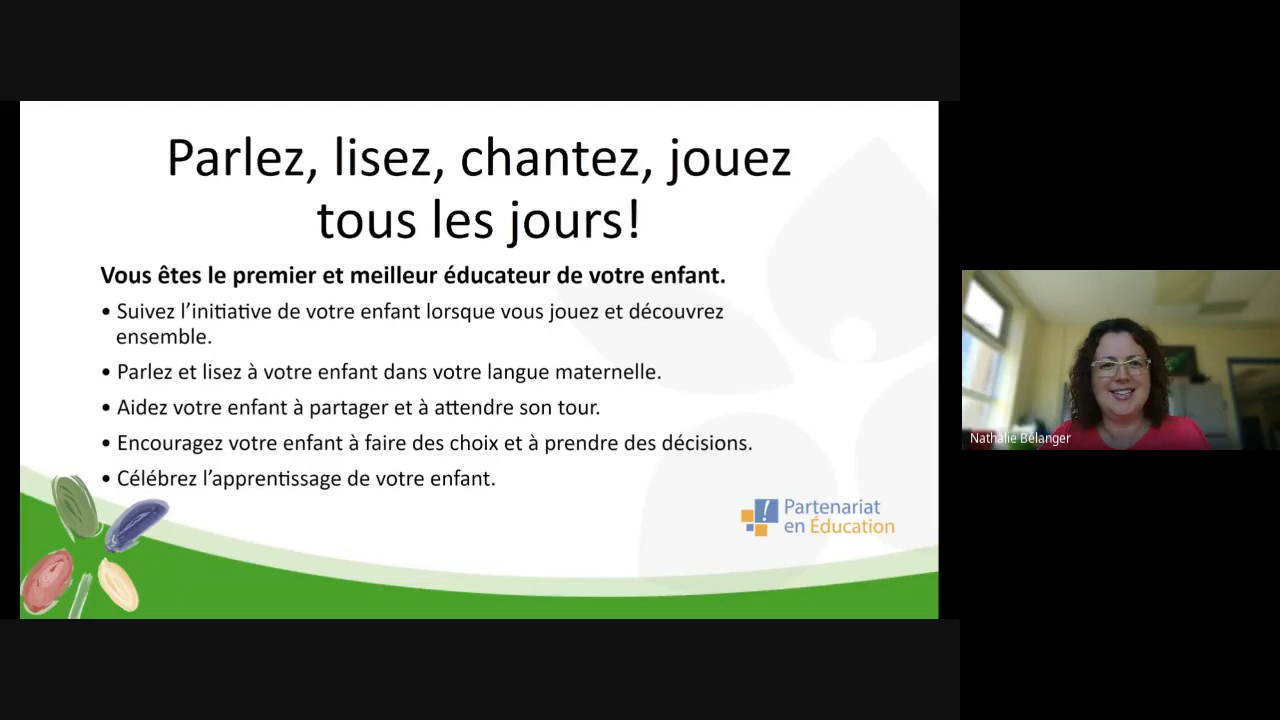 Parlez, lisez, chantez, jouez
tous les jours!
Vous êtes le premier et meilleur éducateur de votre enfant.
• Suivez l’initiative de votre enfant lorsque vous jouez et découvrez
ensemble.
• Parlez et lisez à votre enfant dans votre langue maternelle.
• Aidez votre enfant à partager et à attendre son tour.
• Encouragez votre enfant à faire des choix et à prendre des décisions.
• Célébrez l’apprentissage de votre enfant.
! Partenariat
en Éducation
Nathalie Bélanger